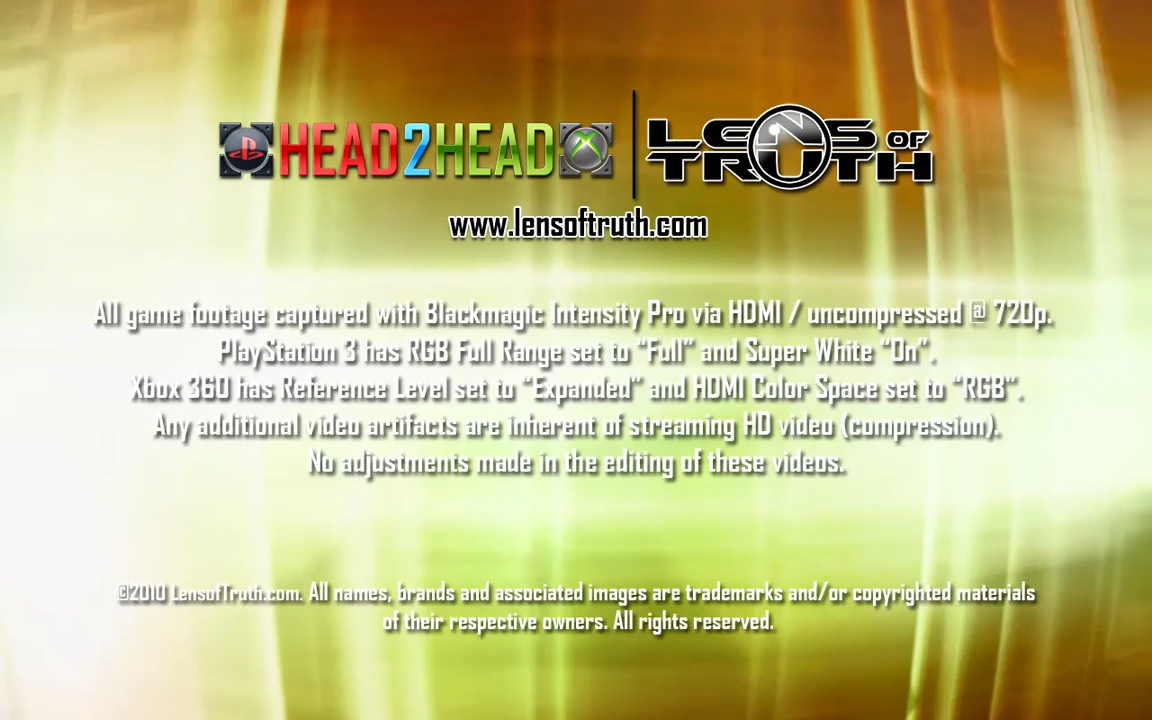 HEAD2HEAD
LENS OF
TRUTH
www.lensoftruth.com
All game footage captured with Blackmagic Intensity Pro via HDMI / uncompressed @ 720p.
PlayStation 3 has RGB Full Range set to “Full” and Super White “On”.
Xbox 360 has Reference Level set to “Expanded” and HDMI Color Space set to “RGB”.
Any additional video artifacts are inherent of streaming HD video (compression).
No adjustments made in the editing of these videos.
©2010 LensofTruth.com. All names, brands and associated images are trademarks and/or copyrighted materials
of their respective owners. All rights reserved.